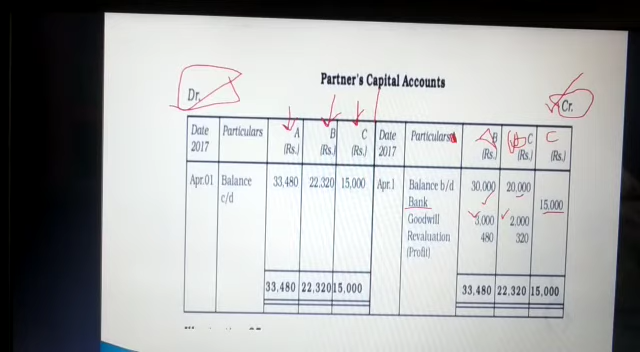 Partner's Capital Accounts
Dr. Cr.
Date 2017 Particulars A (Rs.) B (Rs.) C (Rs.) Date 2017 Particulars B (Rs.) C (Rs.) C (Rs.)
Apr.01 Balance c/d 33,480 22,320 15,000 Apr.1 Balance b/d 30,000 20,000
Bank 15,000
Goodwill 3,000 2,000
Revaluation (Profit) 480 320
33,480 22,320 15,000 33,480 22,320 15,000